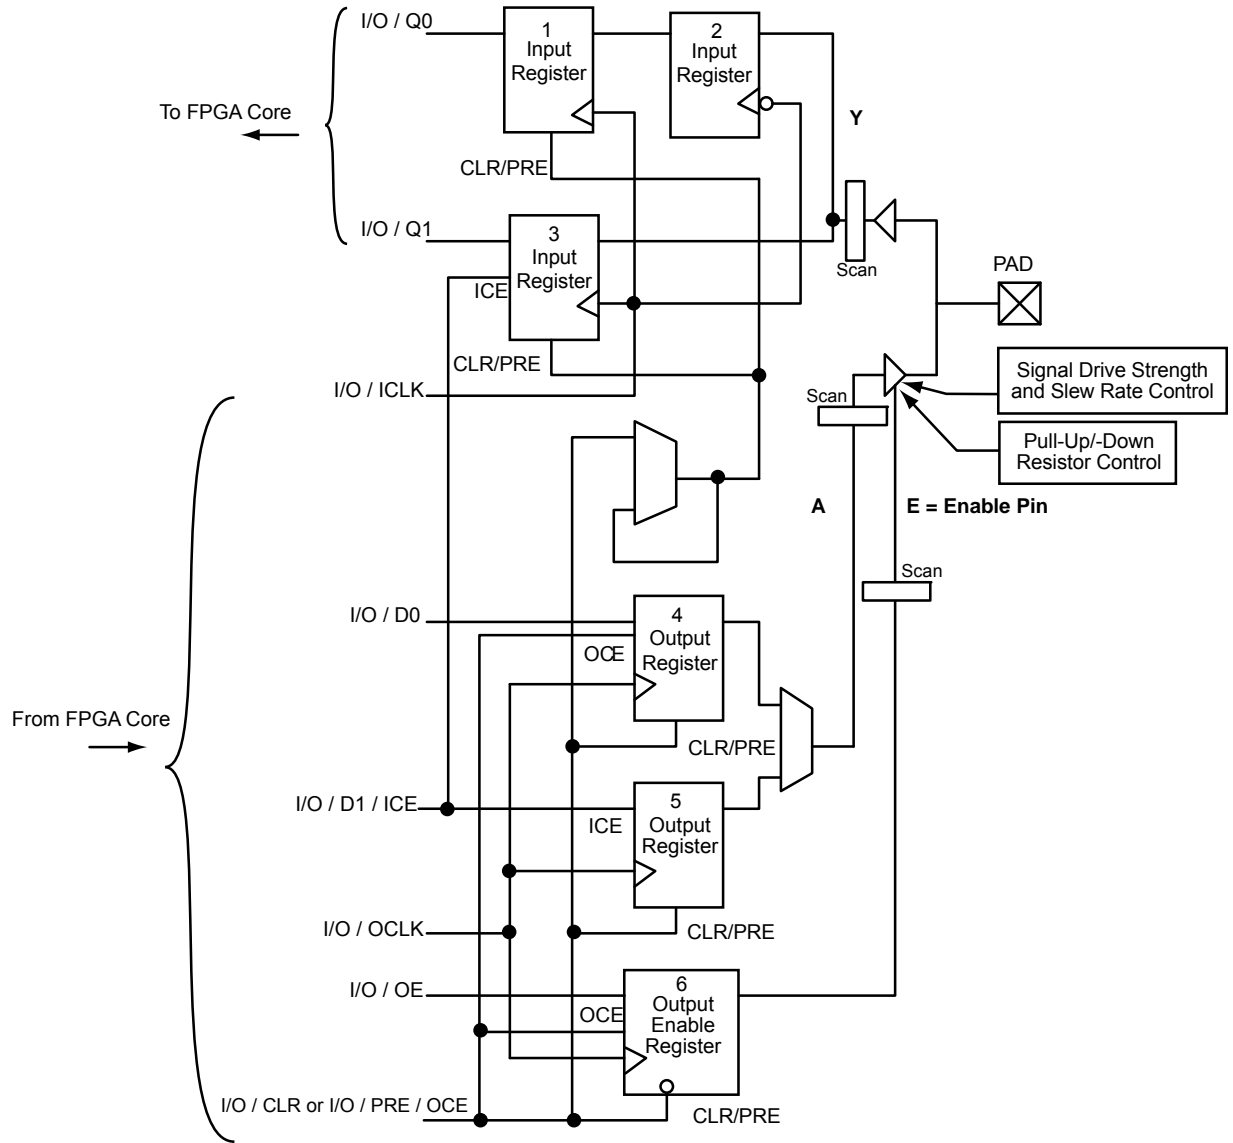 I/O / Q0
1
Input
Register
2
Input
Register
To FPGA Core
Y
CLR/PRE
I/O / Q1
3
Input
Register
ICE
Scan
PAD
CLR/PRE
I/O / ICLK
Scan
Signal Drive Strength
and Slew Rate Control
Pull-Up/-Down
Resistor Control
A
E = Enable Pin
Scan
I/O / D0
4
Output
Register
OCE
From FPGA Core
CLR/PRE
I/O / D1 / ICE
5
Output
Register
ICE
I/O / OCLK
CLR/PRE
I/O / OE
6
Output
Enable
Register
OCE
I/O / CLR or I/O / PRE / OCE
CLR/PRE